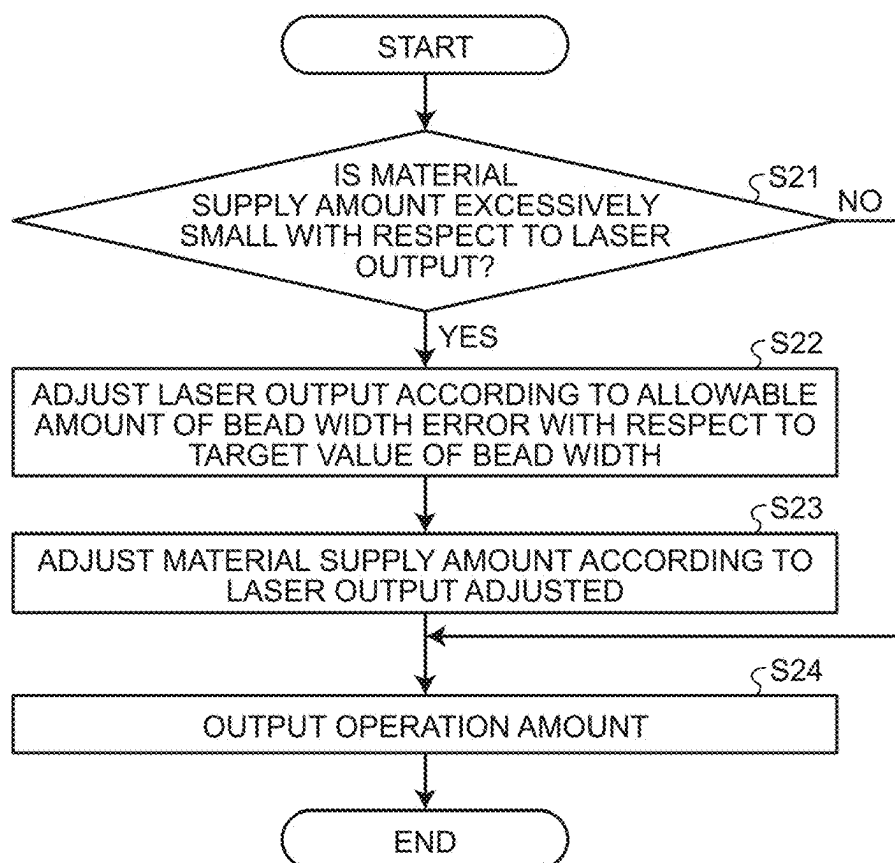 START
IS MATERIAL
SUPPLY AMOUNT EXCESSIVELY
SMALL WITH RESPECT TO LASER
OUTPUT?
S21
NO
YES
S22
ADJUST LASER OUTPUT ACCORDING TO ALLOWABLE
AMOUNT OF BEAD WIDTH ERROR WITH RESPECT TO
TARGET VALUE OF BEAD WIDTH
S23
ADJUST MATERIAL SUPPLY AMOUNT ACCORDING TO
LASER OUTPUT ADJUSTED
S24
OUTPUT OPERATION AMOUNT
END